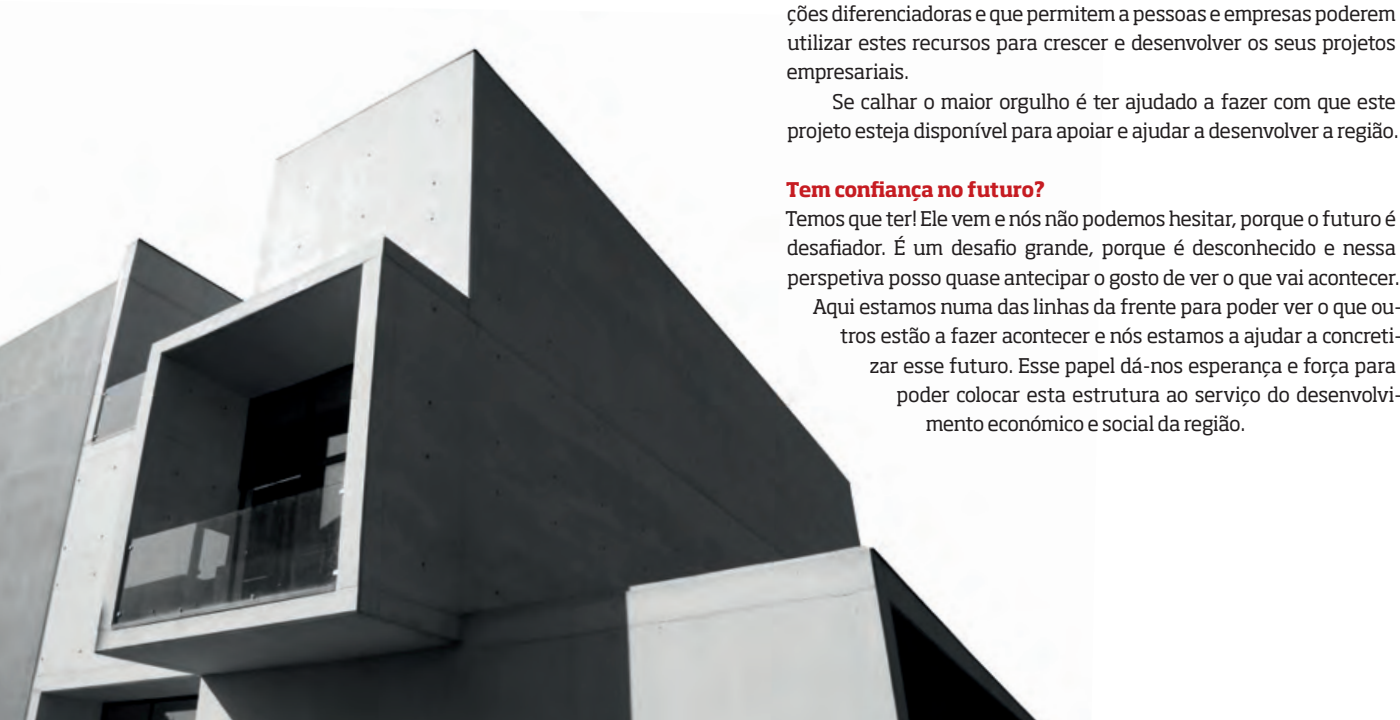 ções diferenciadoras e que permitem a pessoas e empresas poderem
utilizar estes recursos para crescer e desenvolver os seus projetos
empresariais.
Se calhar o maior orgulho é ter ajudado a fazer com que este
projeto esteja disponível para apoiar e ajudar a desenvolver a região.
Tem confiança no futuro?
Temos que ter! Ele vem e nós não podemos hesitar, porque o futuro é
desafiador. É um desafio grande, porque é desconhecido e nessa
perspetiva posso quase antecipar o gosto de ver o que vai acontecer.
Aqui estamos numa das linhas da frente para poder ver o que ou-
tros estão a fazer acontecer e nós estamos a ajudar a concreti-
zar esse futuro. Esse papel dá-nos esperança e força para
poder colocar esta estrutura ao serviço do desenvolvi-
mento económico e social da região.